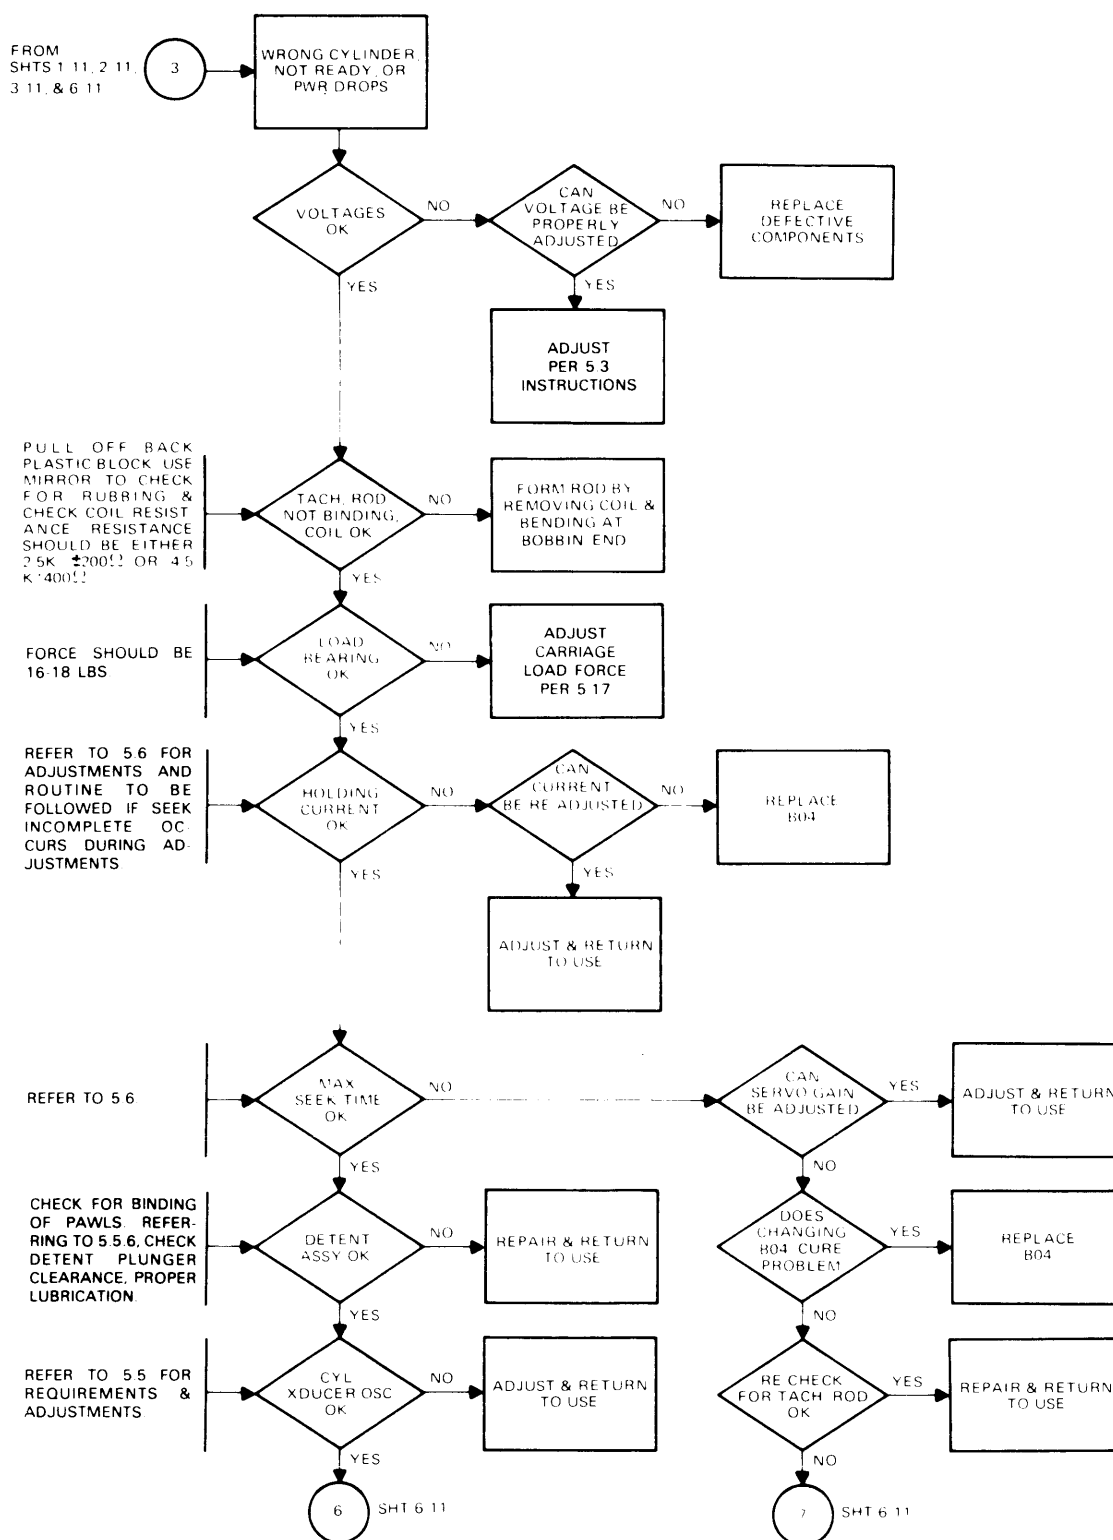 FROM
SHTS 1 11, 2 11,
3 11, & 6 11
3
WRONG CYLINDER,
NOT READY, OR
PWR DROPS
VOLTAGES
OK
NO
CAN
VOLTAGE BE
PROPERLY
ADJUSTED
NO
REPLACE
DEFECTIVE
COMPONENTS
YES
YES
ADJUST
PER 5.3
INSTRUCTIONS
PULL OFF BACK
PLASTIC BLOCK USE
MIRROR TO CHECK
FOR RUBBING &
CHECK COIL RESIST
ANCE RESISTANCE
SHOULD BE EITHER
2.5K ±200Ω OR 4.5
K 400Ω
TACH, ROD
NOT BINDING,
COIL OK
NO
FORM ROD BY
REMOVING COIL &
BENDING AT
BOBBIN END
YES
FORCE SHOULD BE
16-18 LBS
LOAD
BEARING
OK
NO
ADJUST
CARRIAGE
LOAD FORCE
PER 5.17
YES
REFER TO 5.6 FOR
ADJUSTMENTS AND
ROUTINE TO BE
FOLLOWED IF SEEK
INCOMPLETE OC-
CURS DURING AD-
JUSTMENTS
HOLDING
CURRENT
OK
NO
CAN
CURRENT
BE RE ADJUSTED
NO
REPLACE
B04
YES
YES
ADJUST & RETURN
TO USE
REFER TO 5.6
MAX
SEEK TIME
OK
NO
CAN
SERVO GAIN
BE ADJUSTED
YES
ADJUST & RETURN
TO USE
YES
NO
CHECK FOR BINDING
OF PAWLS. REFER-
RING TO 5.5.6, CHECK
DETENT PLUNGER
CLEARANCE, PROPER
LUBRICATION.
DETENT
ASSY OK
NO
REPAIR & RETURN
TO USE
DOES
CHANGING
B04 CURE
PROBLEM
YES
REPLACE
B04
YES
NO
REFER TO 5.5 FOR
REQUIREMENTS &
ADJUSTMENTS.
CYL
XDUCER OSC
OK
NO
ADJUST & RETURN
TO USE
RE CHECK
FOR TACH ROD
OK
YES
REPAIR & RETURN
TO USE
YES
NO
6
SHT 6 11
7
SHT 6 11